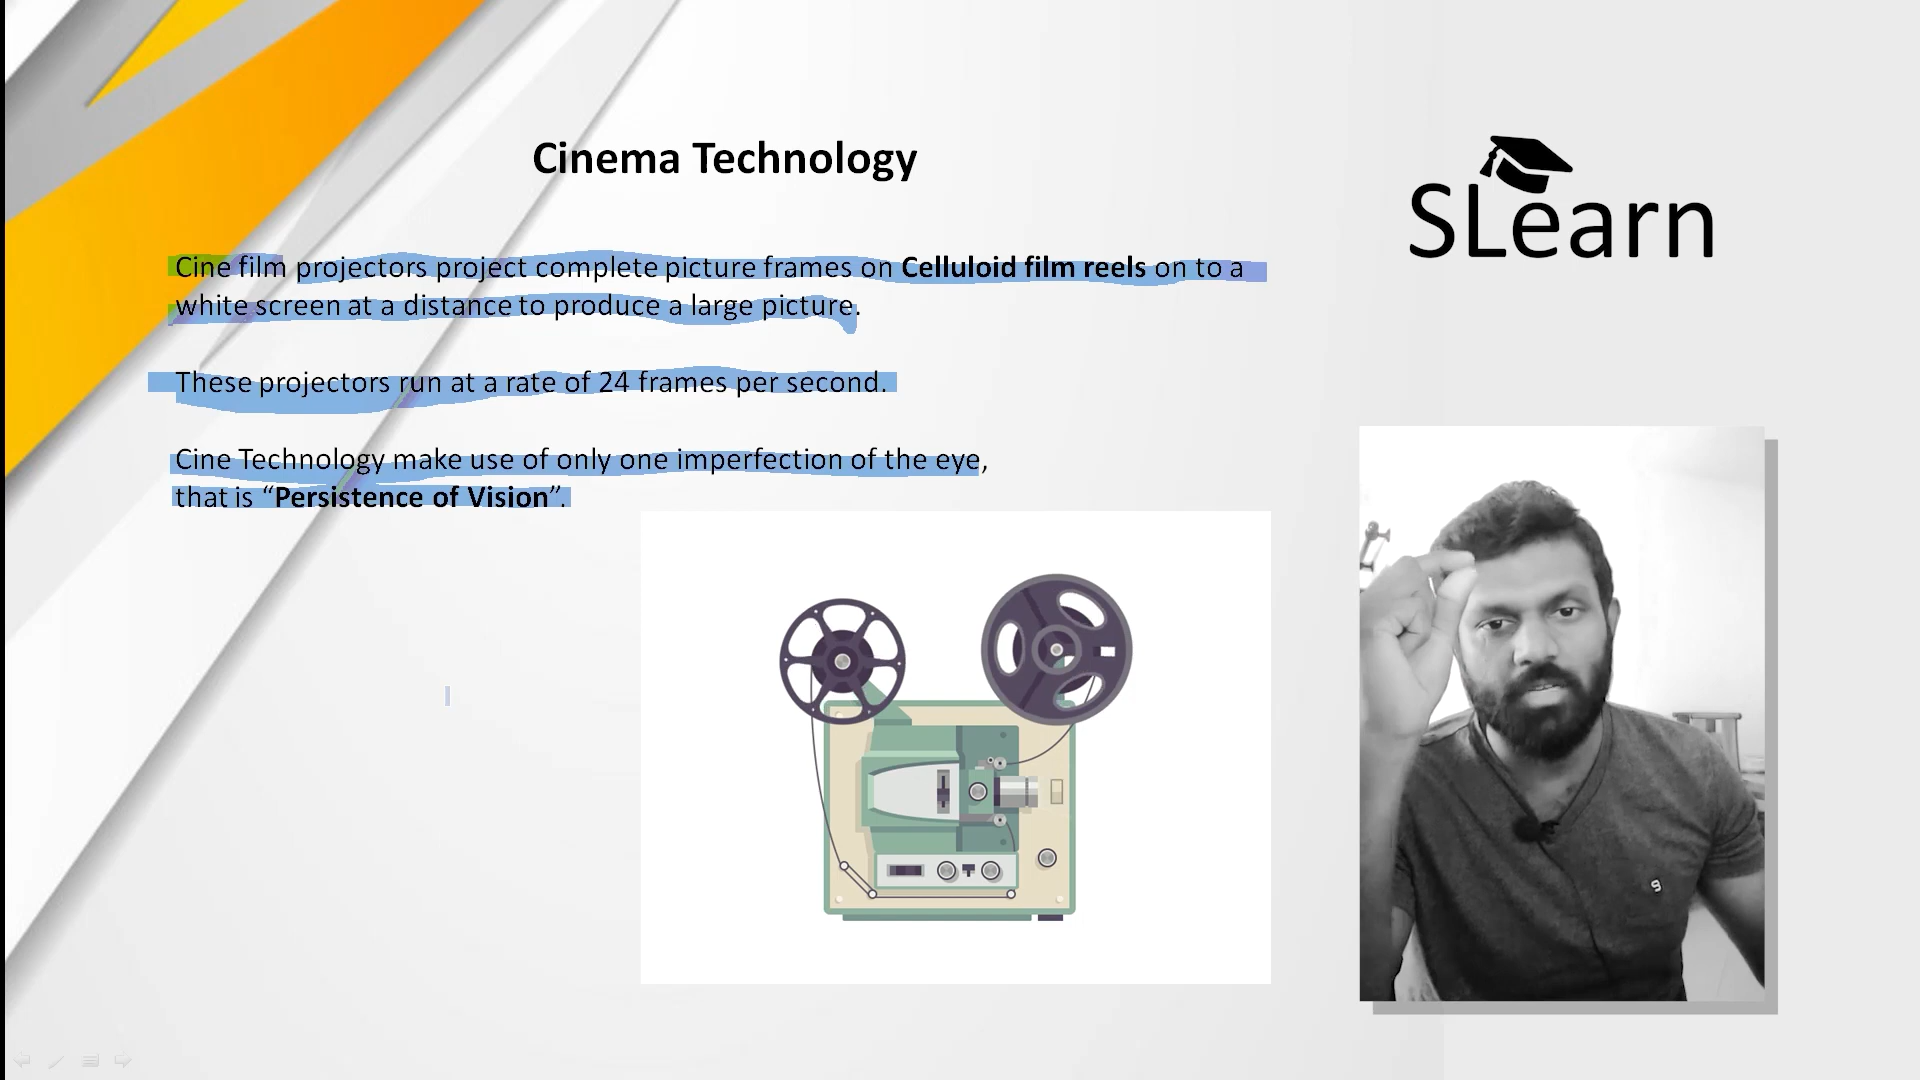 Cinema Technology
SLearn
Cine film projectors project complete picture frames on Celluloid film reels on to a
white screen at a distance to produce a large picture.
These projectors run at a rate of 24 frames per second.
Cine Technology make use of only one imperfection of the eye,
that is “Persistence of Vision”.
9